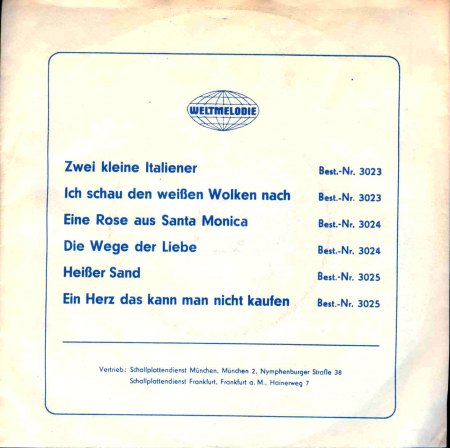 WELTMELODIE
Zwei kleine Italiener Best.-Nr. 3023
Ich schau den weißen Wolken nach Best.-Nr. 3023
Eine Rose aus Santa Monica Best.-Nr. 3024
Die Wege der Liebe Best.-Nr. 3024
Heißer Sand Best.-Nr. 3025
Ein Herz das kann man nicht kaufen Best.-Nr. 3025
Vertrieb: Schallplattendienst München, München 2, Nymphenburger Straße 38
Schallplattendienst Frankfurt, Frankfurt a. M., Hainerweg 7